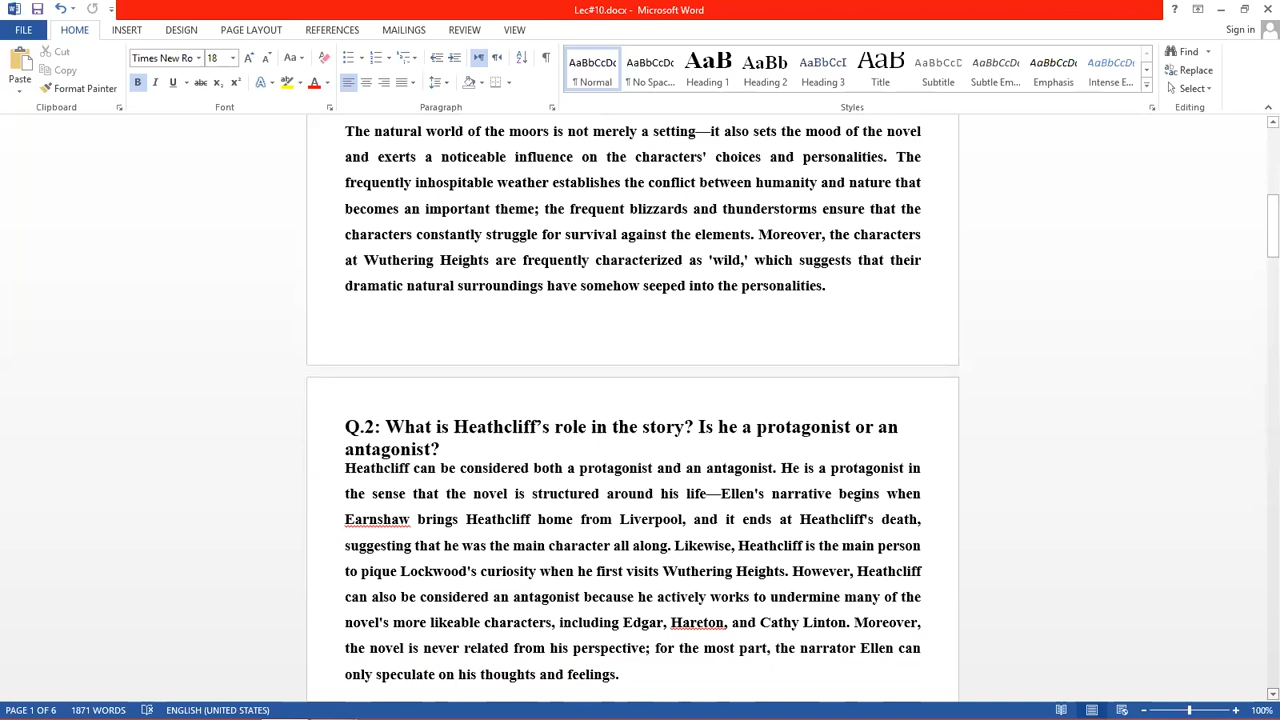 Lec#10.docx - Microsoft Word
?
FILE HOME INSERT DESIGN PAGE LAYOUT REFERENCES MAILINGS REVIEW VIEW Sign in
Cut
Copy
Paste
Format Painter
Clipboard
Times New Ro 18
Font
Paragraph
AaBbCcDc AaBbCcDc AaB AaBb AaBbCcI AaB AaBbCcD AaBbCcDi AaBbCcDi AaBbCcDi
¶ Normal ¶ No Spac... Heading 1 Heading 2 Heading 3 Title Subtitle Subtle Em... Emphasis Intense E...
Styles
Find
Replace
Select
Editing
The natural world of the moors is not merely a setting—it also sets the mood of the novel
and exerts a noticeable influence on the characters' choices and personalities. The
frequently inhospitable weather establishes the conflict between humanity and nature that
becomes an important theme; the frequent blizzards and thunderstorms ensure that the
characters constantly struggle for survival against the elements. Moreover, the characters
at Wuthering Heights are frequently characterized as 'wild,' which suggests that their
dramatic natural surroundings have somehow seeped into the personalities.
Q.2: What is Heathcliff’s role in the story? Is he a protagonist or an
antagonist?
Heathcliff can be considered both a protagonist and an antagonist. He is a protagonist in
the sense that the novel is structured around his life—Ellen's narrative begins when
Earnshaw brings Heathcliff home from Liverpool, and it ends at Heathcliff's death,
suggesting that he was the main character all along. Likewise, Heathcliff is the main person
to pique Lockwood's curiosity when he first visits Wuthering Heights. However, Heathcliff
can also be considered an antagonist because he actively works to undermine many of the
novel's more likeable characters, including Edgar, Hareton, and Cathy Linton. Moreover,
the novel is never related from his perspective; for the most part, the narrator Ellen can
only speculate on his thoughts and feelings.
PAGE 1 OF 6 1871 WORDS ENGLISH (UNITED STATES) 100%